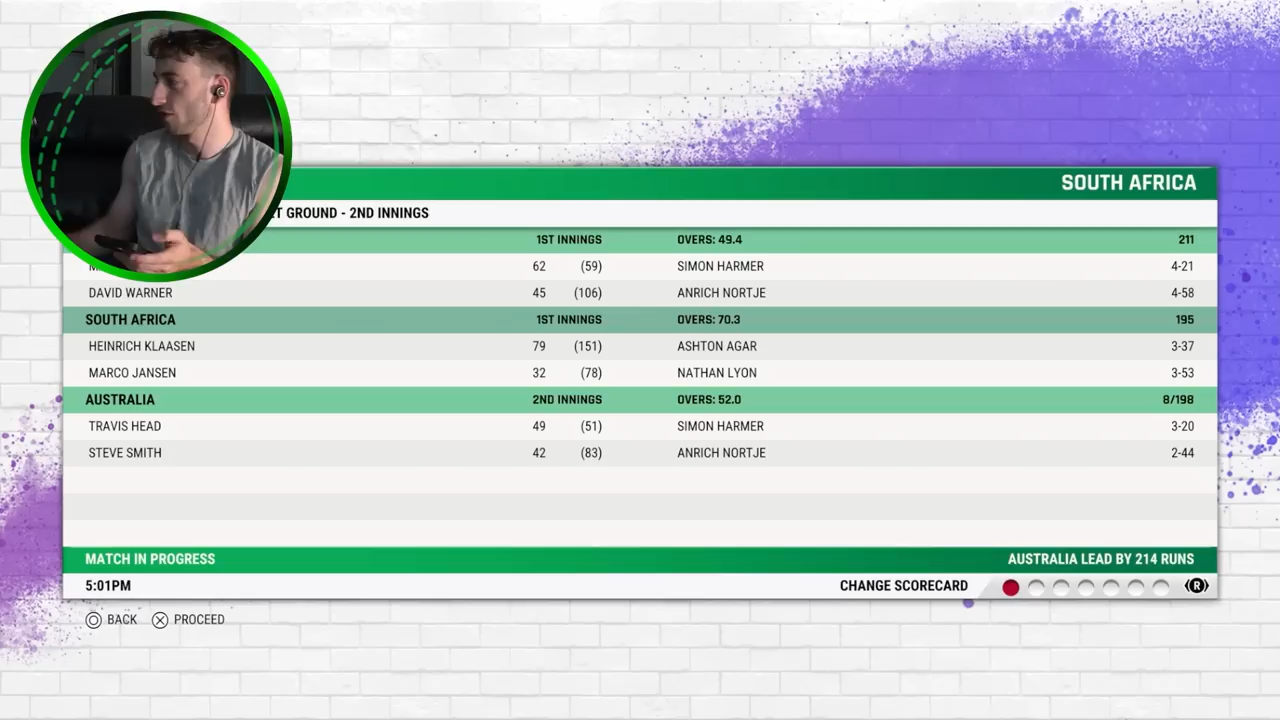 SOUTH AFRICA
GROUND - 2ND INNINGS
1ST INNINGS OVERS: 49.4 211
62 (59) SIMON HARMER 4-21
DAVID WARNER 45 (106) ANRICH NORTJE 4-58
SOUTH AFRICA 1ST INNINGS OVERS: 70.3 195
HEINRICH KLAASEN 79 (151) ASHTON AGAR 3-37
MARCO JANSEN 32 (78) NATHAN LYON 3-53
AUSTRALIA 2ND INNINGS OVERS: 52.0 8/198
TRAVIS HEAD 49 (51) SIMON HARMER 3-20
STEVE SMITH 42 (83) ANRICH NORTJE 2-44
MATCH IN PROGRESS AUSTRALIA LEAD BY 214 RUNS
5:01PM CHANGE SCORECARD R
BACK PROCEED